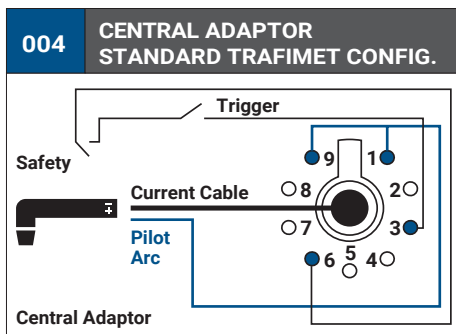 004
CENTRAL ADAPTOR
STANDARD TRAFIMET CONFIG.
Trigger
Safety
9
1
8
2
Current Cable
7
3
Pilot
Arc
6
5
4
Central Adaptor